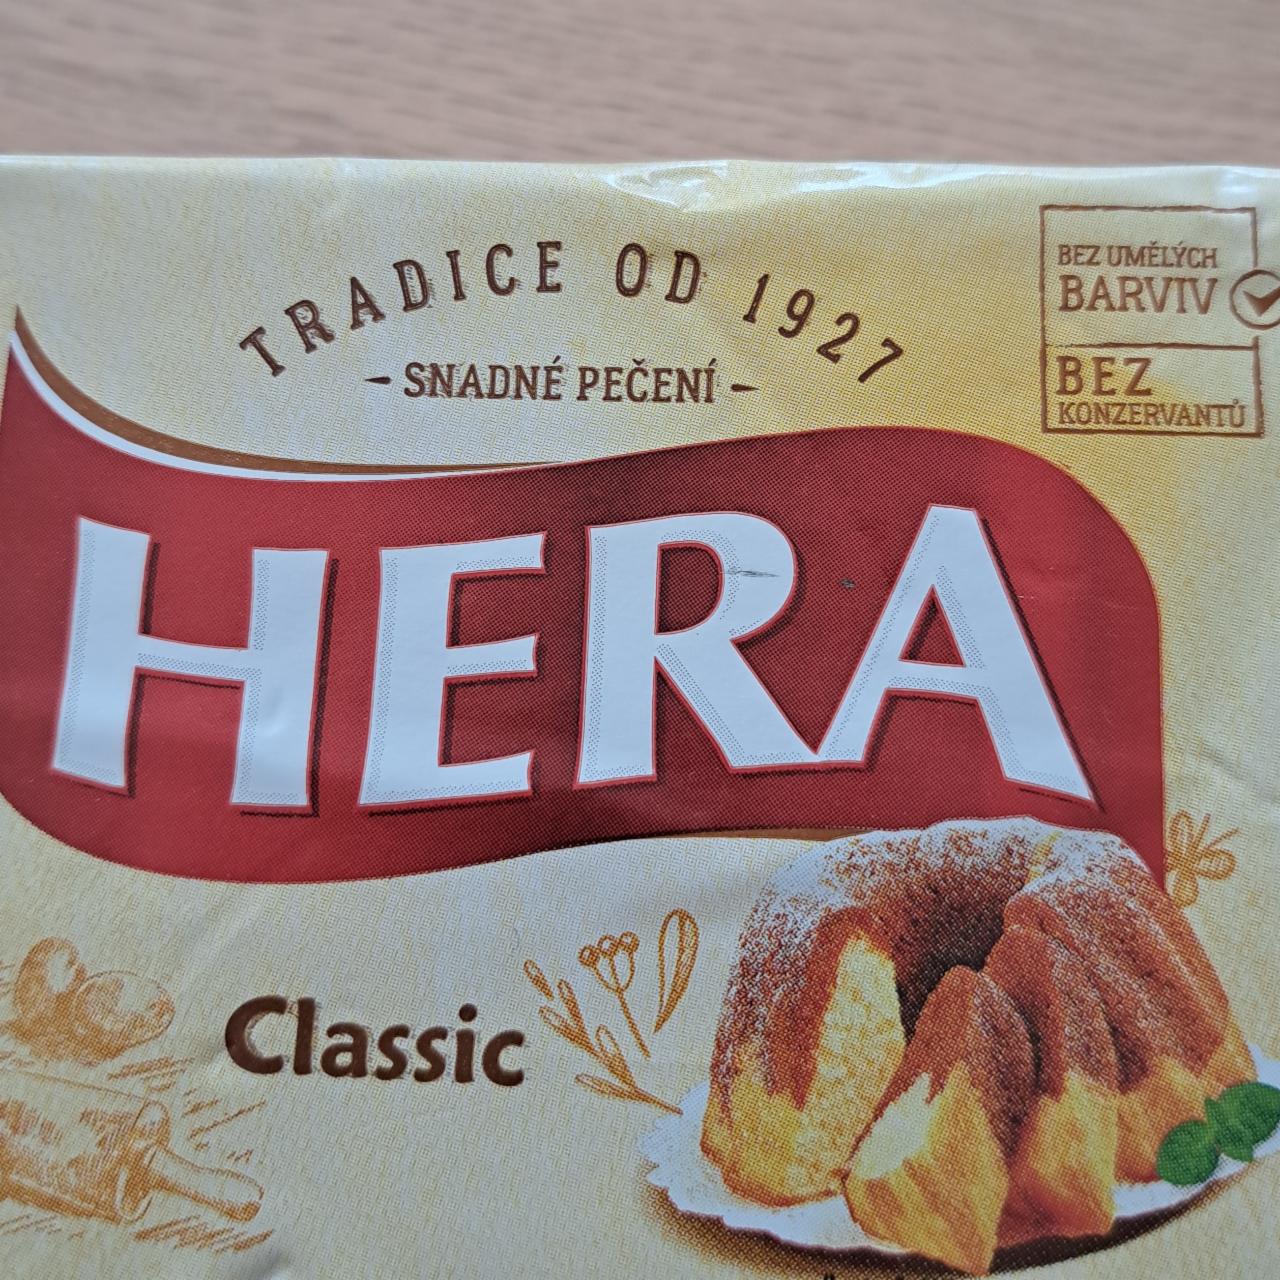 TRADICE OD 1927
- SNADNÉ PEČENÍ -
BEZ UMĚLÝCH
BARVIV
BEZ
KONZERVANTŮ
HERA
Classic